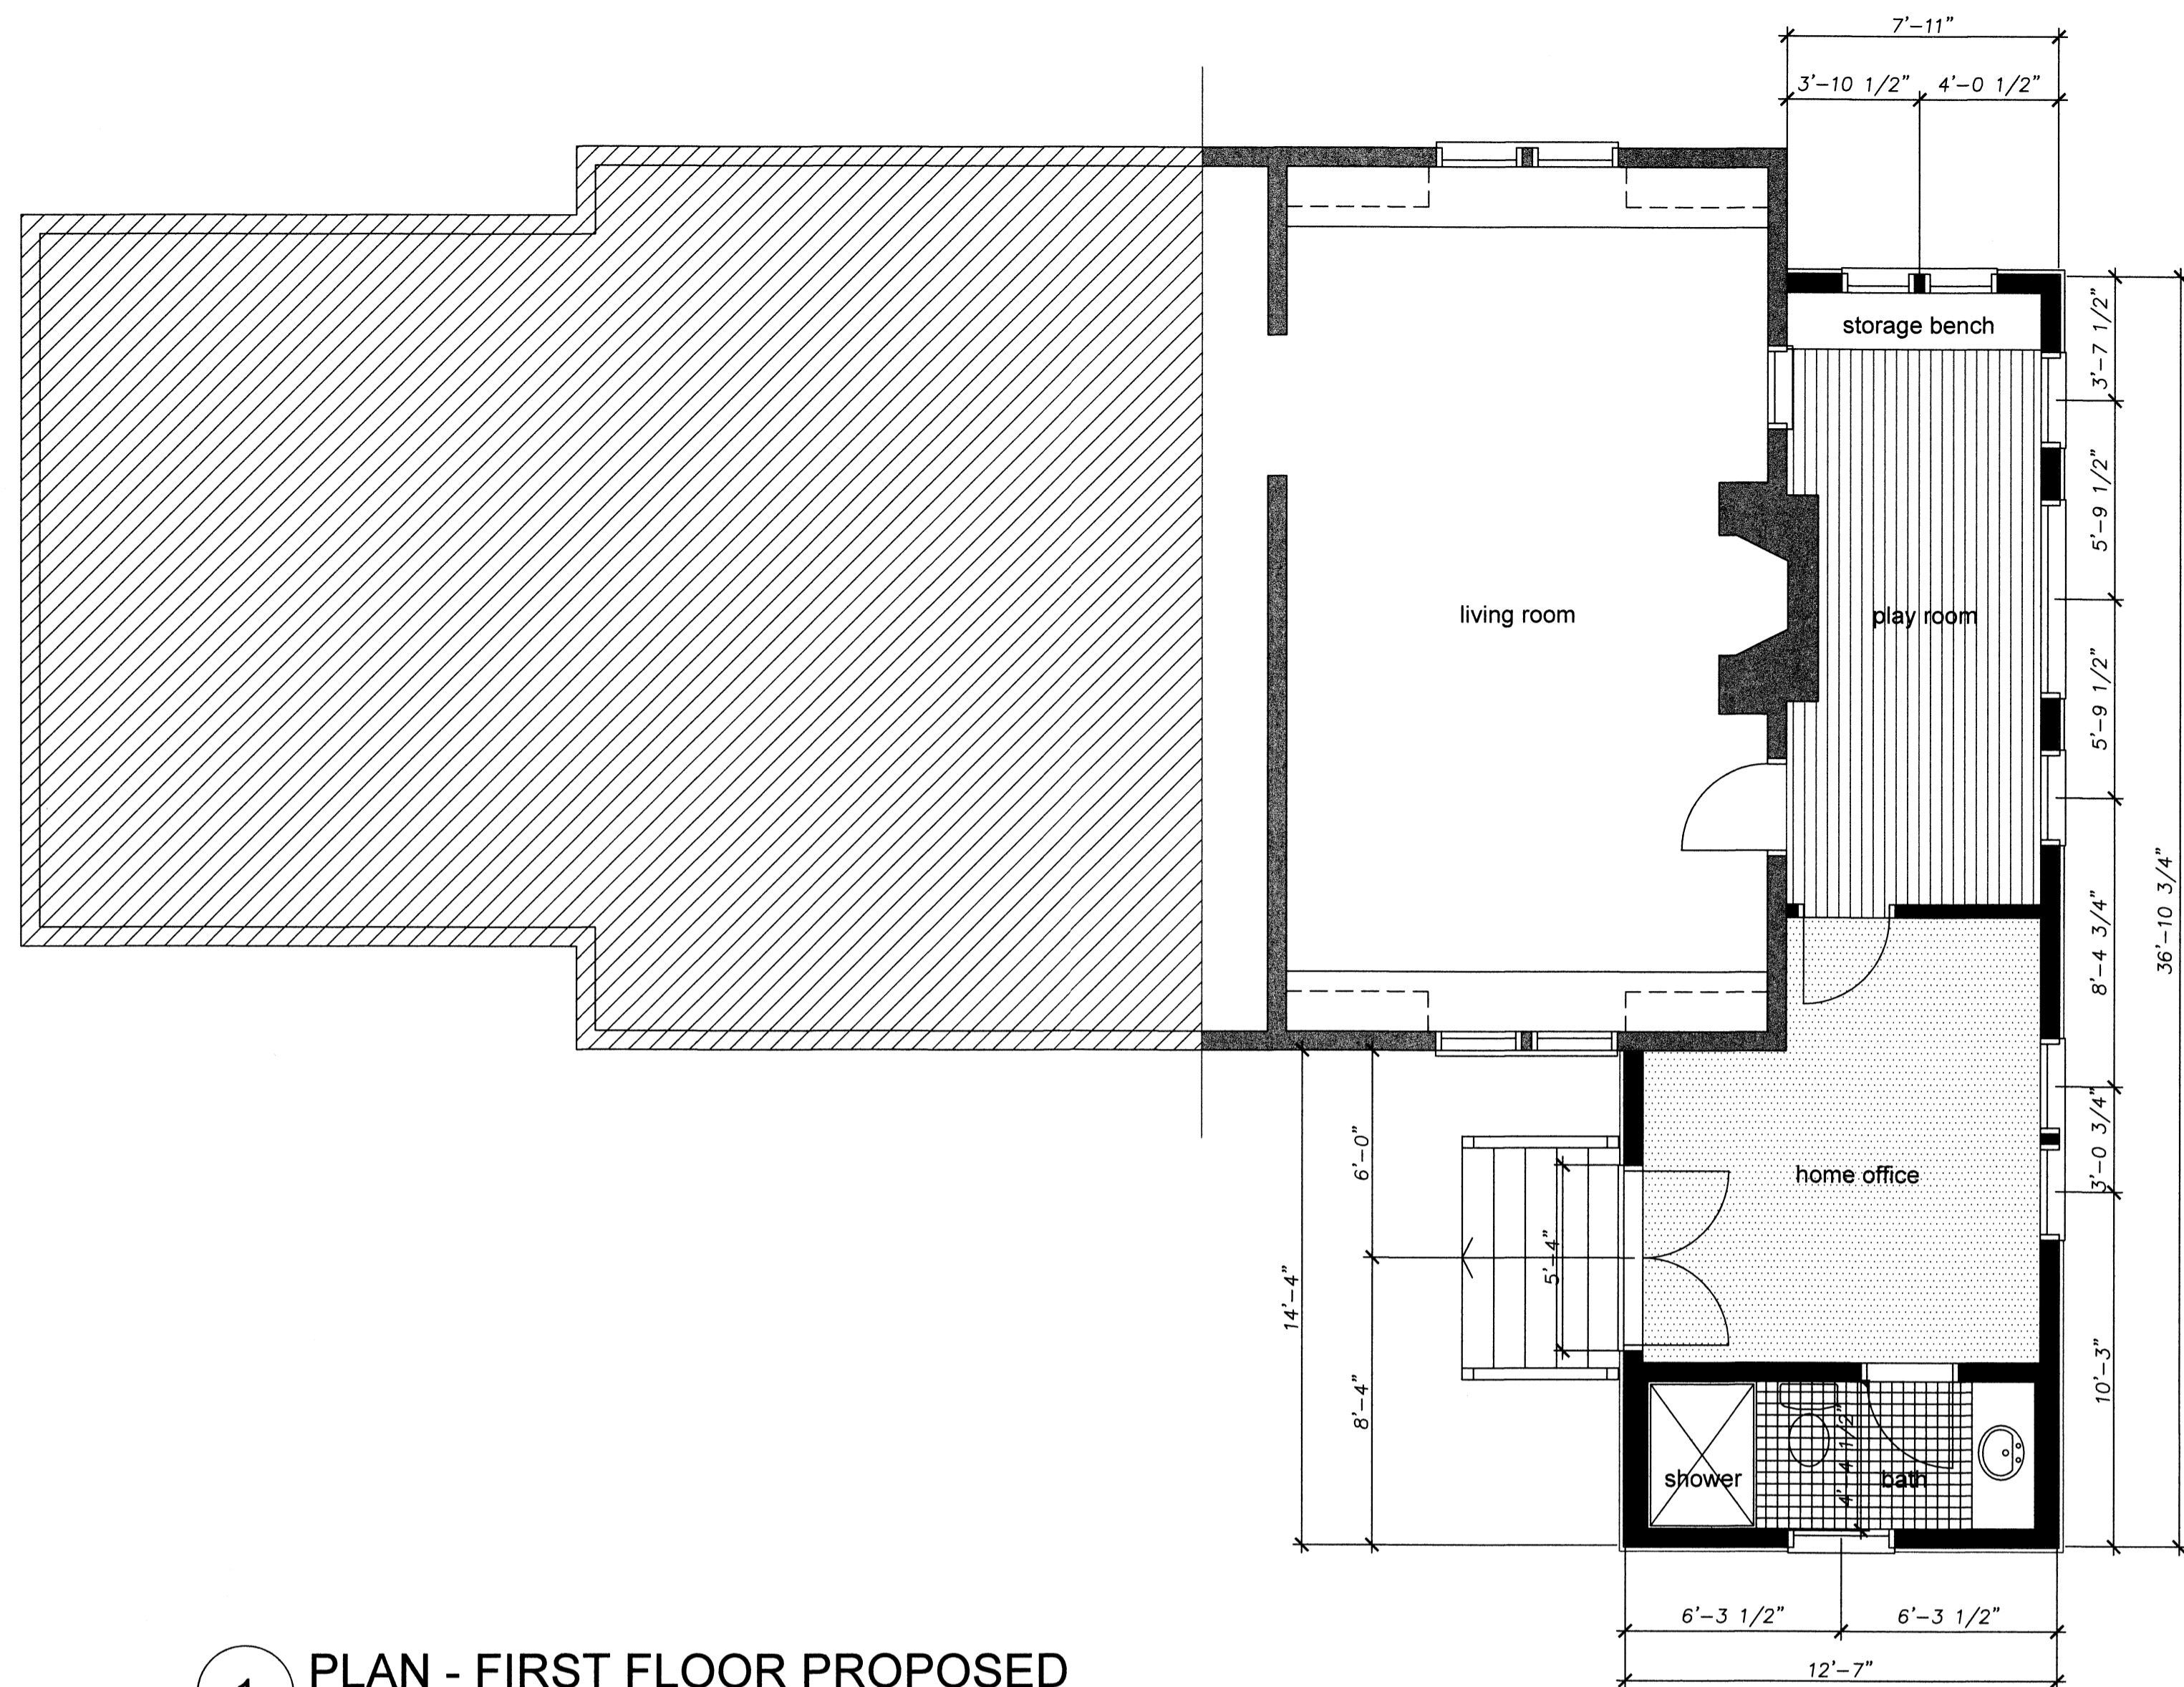 7'-11"
3'-10 1/2" 4'-0 1/2"
storage bench
3'-7 1/2"
5'-9 1/2"
living room
play room
5'-9 1/2"
36'-10 3/4"
8'-4 3/4"
3'-0 3/4"
6'-0"
home office
5'-4"
14'-4"
10'-3"
8'-4"
4'-4 1/2"
shower
bath
6'-3 1/2" 6'-3 1/2"
12'-7"
1 PLAN - FIRST FLOOR PROPOSED